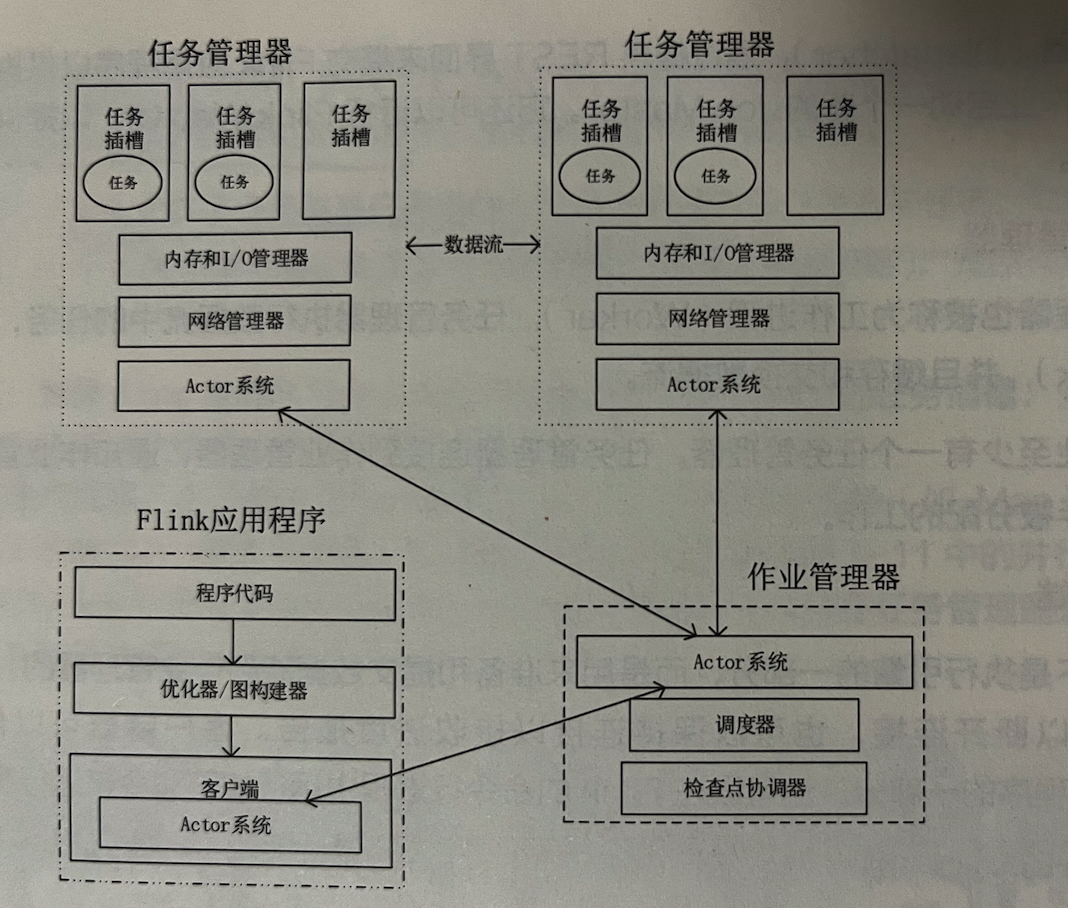 任务管理器
任务
插槽
任务
任务
插槽
任务
任务
插槽
内存和I/O管理器
网络管理器
Actor系统
数据流
任务管理器
任务
插槽
任务
任务
插槽
任务
任务
插槽
内存和I/O管理器
网络管理器
Actor系统
Flink应用程序
程序代码
优化器/图构建器
客户端
Actor系统
作业管理器
Actor系统
调度器
检查点协调器